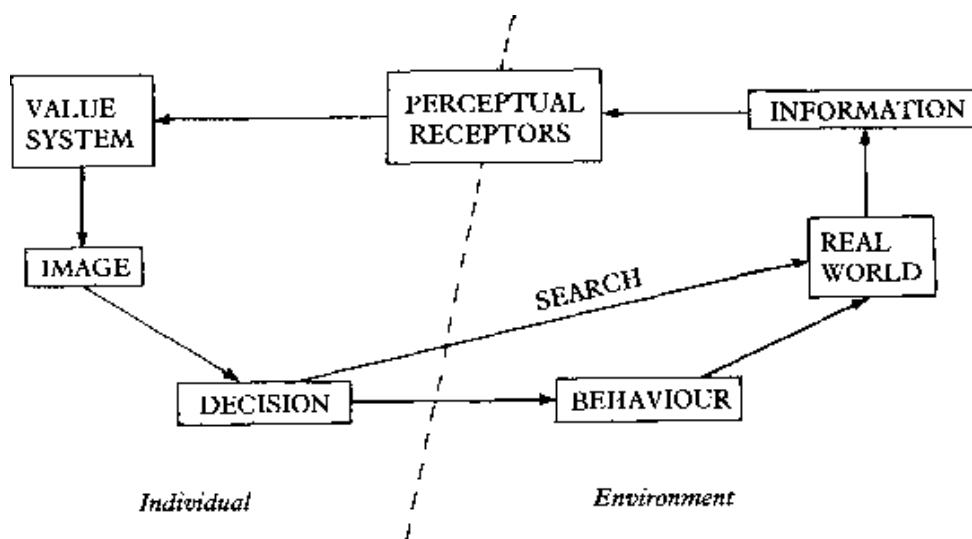 VALUE
SYSTEM
PERCEPTUAL
RECEPTORS
INFORMATION
IMAGE
REAL
WORLD
SEARCH
DECISION
BEHAVIOUR
Individual
Environment